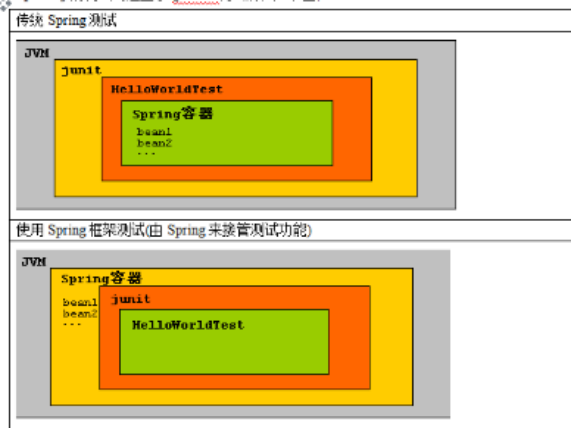 传统 Spring 测试
JVM
junit
HelloWorldTest
Spring容器
bean1
bean2
...
使用 Spring 框架测试(由 Spring 来接管测试功能)
JVM
Spring容器
bean1
bean2
...
junit
HelloWorldTest